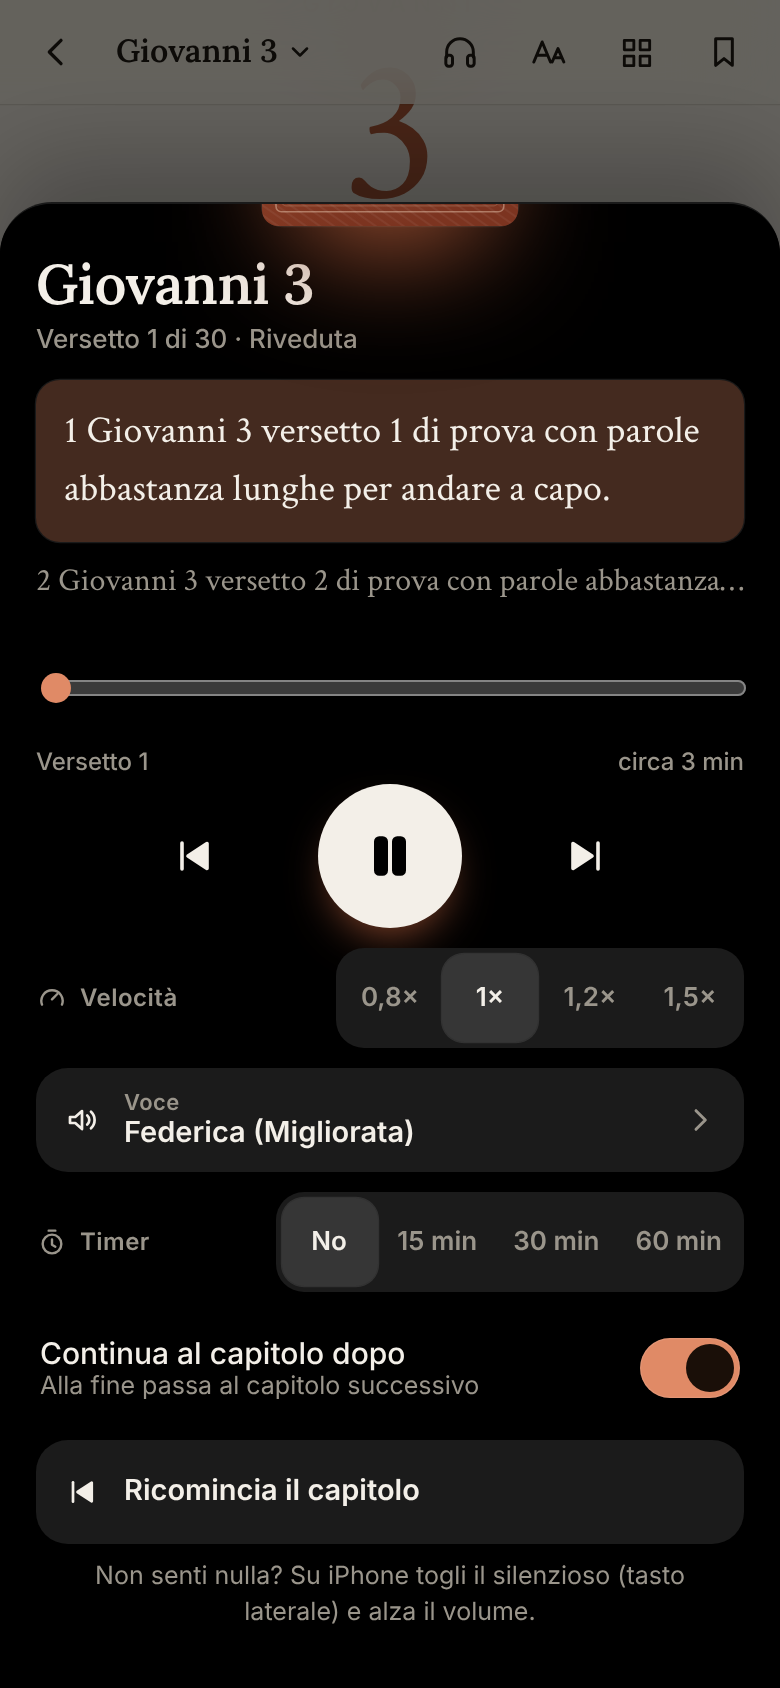 Giovanni 3
AA
3
Giovanni 3
Versetto 1 di 30 · Riveduta
1 Giovanni 3 versetto 1 di prova con parole
abbastanza lunghe per andare a capo.
2 Giovanni 3 versetto 2 di prova con parole abbastanza…
Versetto 1
circa 3 min
Velocità
0,8×
1×
1,2×
1,5×
Voce
Federica (Migliorata)
Timer
No
15 min
30 min
60 min
Continua al capitolo dopo
Alla fine passa al capitolo successivo
Ricomincia il capitolo
Non senti nulla? Su iPhone togli il silenzioso (tasto
laterale) e alza il volume.